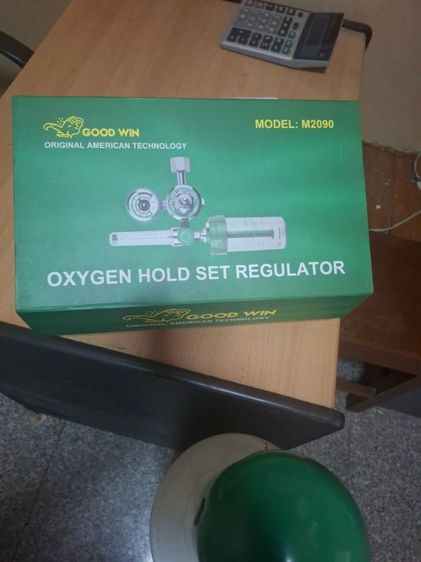 GOOD WIN
ORIGINAL AMERICAN TECHNOLOGY
MODEL: M2090
OXYGEN HOLD SET REGULATOR
GOOD WIN
ORIGINAL AMERICAN TECHNOLOGY